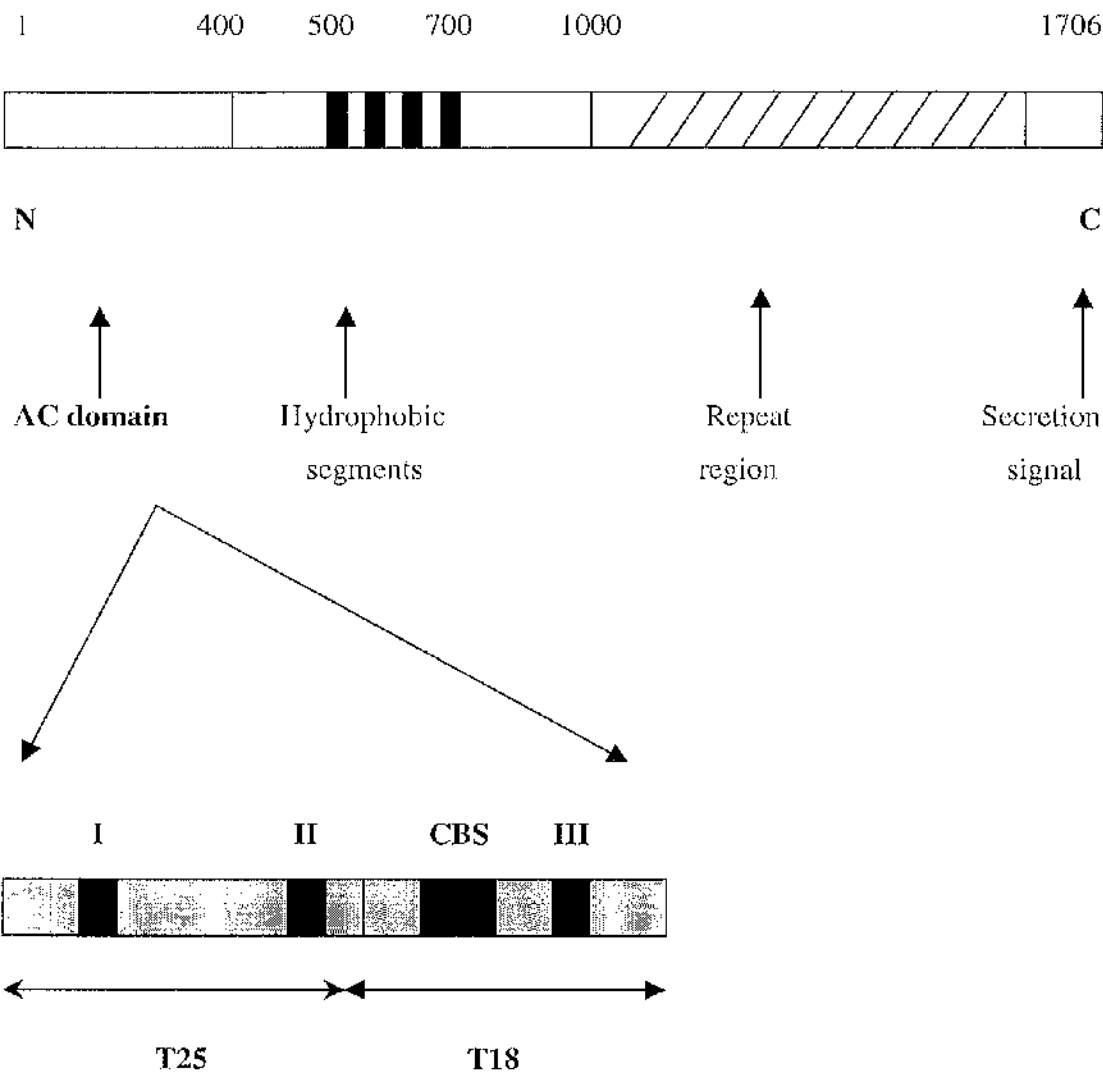 1 400 500 700 1000 1706
N C
AC domain Hydrophobic Repeat Secretion
segments region signal
I II CBS III
T25 T18